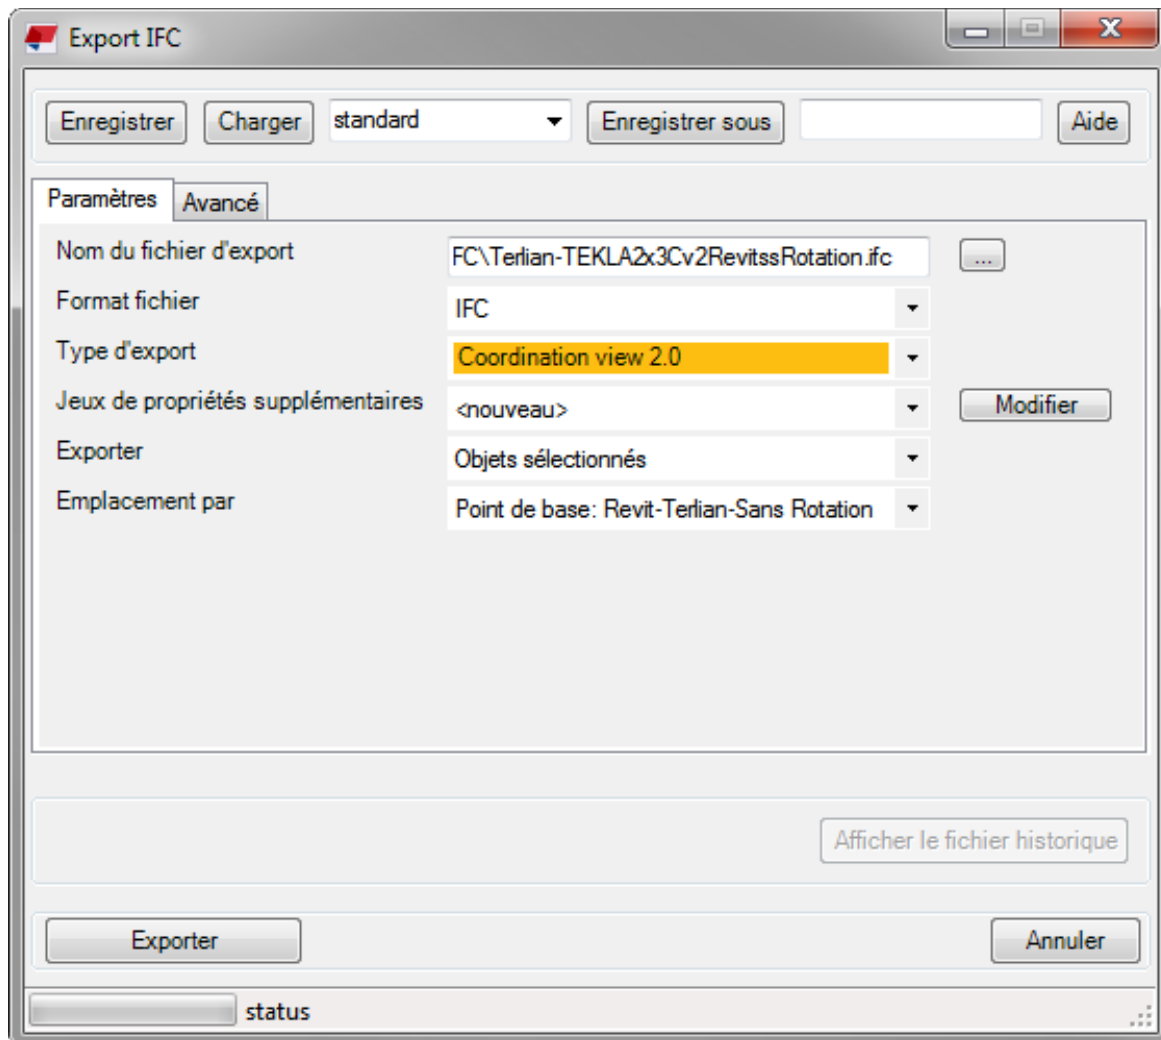 Export IFC
Enregistrer Charger standard Enregistrer sous Aide
Paramètres Avancé
Nom du fichier d'export FC\Terlian-TEKLA2x3Cv2RevitssRotation.ifc ...
Format fichier IFC
Type d'export Coordination view 2.0
Jeux de propriétés supplémentaires <nouveau> Modifier
Exporter Objets sélectionnés
Emplacement par Point de base: Revit-Terlian-Sans Rotation
Afficher le fichier historique
Exporter Annuler
status